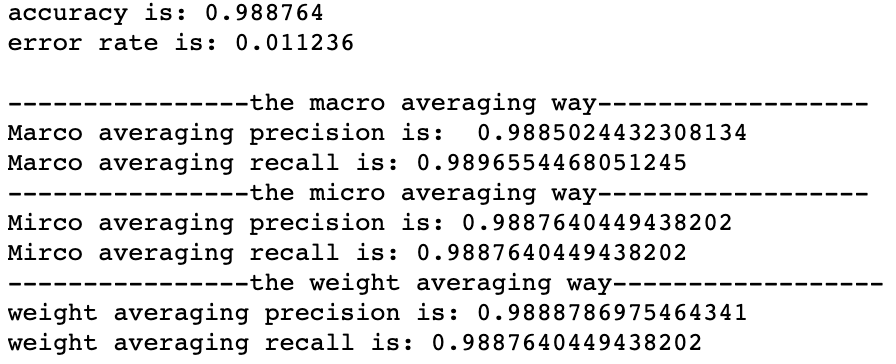 accuracy is: 0.988764
error rate is: 0.011236
----------------the macro averaging way------------------
Marco averaging precision is:  0.9885024432308134
Marco averaging recall is: 0.9896554468051245
----------------the micro averaging way------------------
Mirco averaging precision is: 0.9887640449438202
Mirco averaging recall is: 0.9887640449438202
----------------the weight averaging way------------------
weight averaging precision is: 0.9888786975464341
weight averaging recall is: 0.9887640449438202